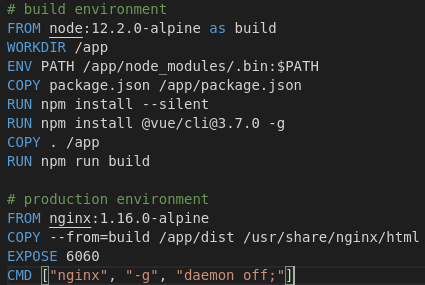 # build environment
FROM node:12.2.0-alpine as build
WORKDIR /app
ENV PATH /app/node_modules/.bin:$PATH
COPY package.json /app/package.json
RUN npm install --silent
RUN npm install @vue/cli@3.7.0 -g
COPY . /app
RUN npm run build

# production environment
FROM nginx:1.16.0-alpine
COPY --from=build /app/dist /usr/share/nginx/html
EXPOSE 6060
CMD ["nginx", "-g", "daemon off;"]